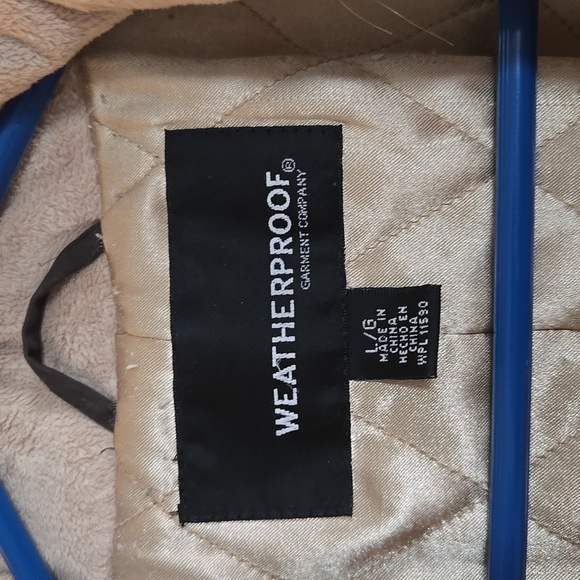 WEATHERPROOF®
GARMENT COMPANY
L/G
MADE IN
CHINA
HECHO EN
CHINA
WPL 11590